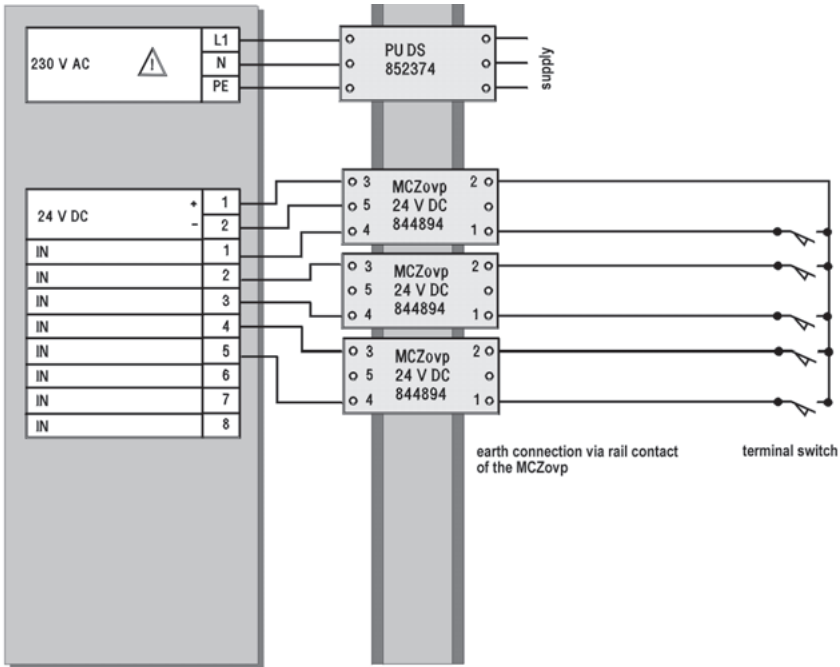 230 V AC
L1
N
PE
PU DS
852374
supply
24 V DC
+ 1
- 2
IN 1
IN 2
IN 3
IN 4
IN 5
IN 6
IN 7
IN 8
3 MCZovp 2
5 24 V DC
4 844894 1
3 MCZovp 2
5 24 V DC
4 844894 1
3 MCZovp 2
5 24 V DC
4 844894 1
earth connection via rail contact
of the MCZovp
terminal switch